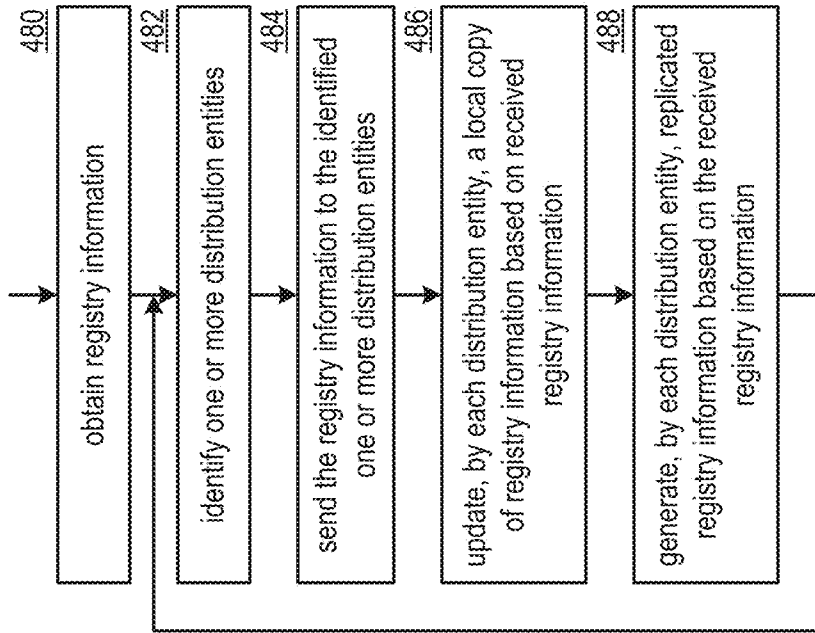 480
obtain registry information
482
identify one or more distribution entities
484
send the registry information to the identified
one or more distribution entities
486
update, by each distribution entity, a local copy
of registry information based on received
registry information
488
generate, by each distribution entity, replicated
registry information based on the received
registry information